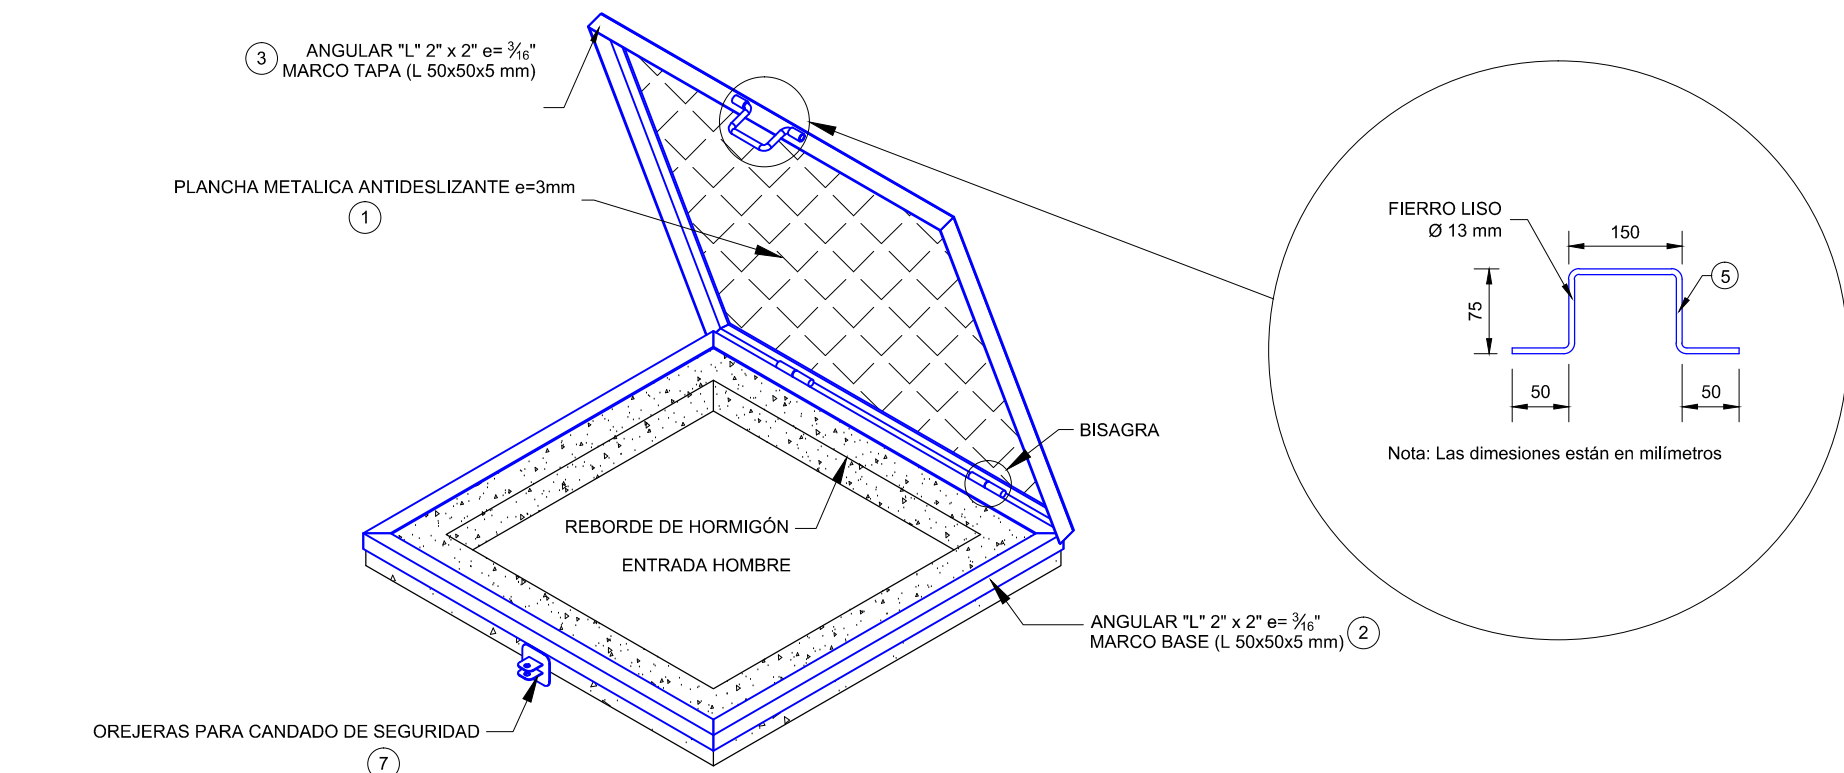 3
ANGULAR "L" 2" x 2" e= 3⁄16"
MARCO TAPA (L 50x50x5 mm)
PLANCHA METALICA ANTIDESLIZANTE e=3mm
1
FIERRO LISO
Ø 13 mm
150
5
75
50
50
Nota: Las dimesiones están en milímetros
BISAGRA
REBORDE DE HORMIGÓN
ENTRADA HOMBRE
ANGULAR "L" 2" x 2" e= 3⁄16"
MARCO BASE (L 50x50x5 mm)
2
OREJERAS PARA CANDADO DE SEGURIDAD
7